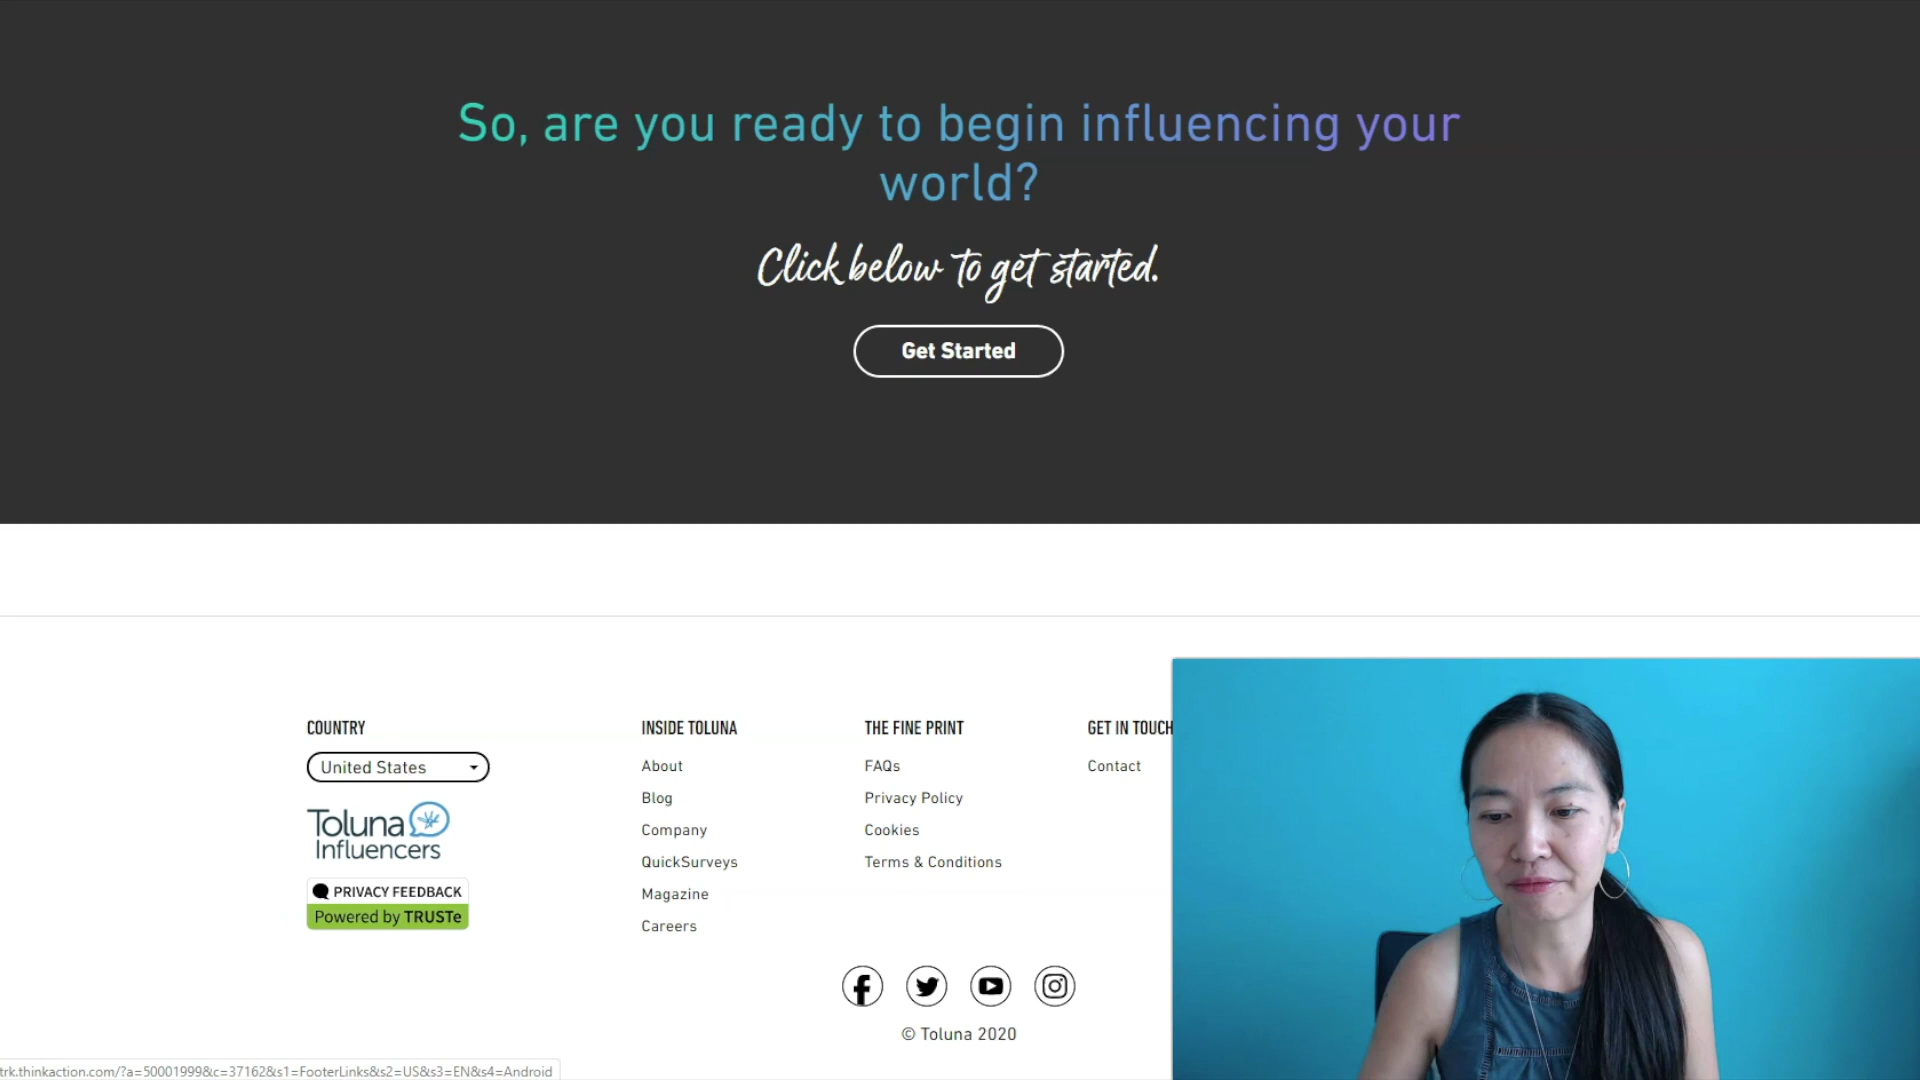 So, are you ready to begin influencing your
world?
Click below to get started.
Get Started
COUNTRY
United States
Toluna
Influencers
PRIVACY FEEDBACK
Powered by TRUSTe
INSIDE TOLUNA
About
Blog
Company
QuickSurveys
Magazine
Careers
THE FINE PRINT
FAQs
Privacy Policy
Cookies
Terms & Conditions
GET IN TOUCH
Contact
© Toluna 2020
trk.thinkaction.com/?a=50001999&c=37162&s1=FooterLinks&s2=US&s3=EN&s4=Android